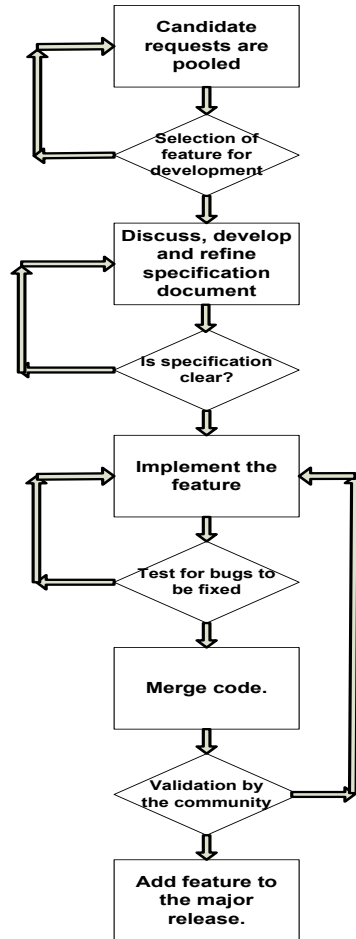 Candidate
requests are
pooled
Selection of
feature for
development
Discuss, develop
and refine
specification
document
Is specification
clear?
Implement the
feature
Test for bugs to
be fixed
Merge code.
Validation by
the community
Add feature to
the major
release.